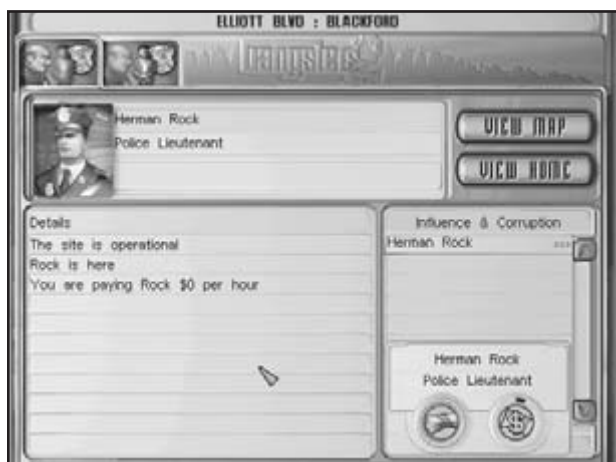 ELLIOTT BLVD : BLACKFORD
Gangsters 2
Herman Rock
Police Lieutenant
VIEW MAP
VIEW HOME
Details
The site is operational
Rock is here
You are paying Rock $0 per hour
Influence & Corruption
Herman Rock
Herman Rock
Police Lieutenant